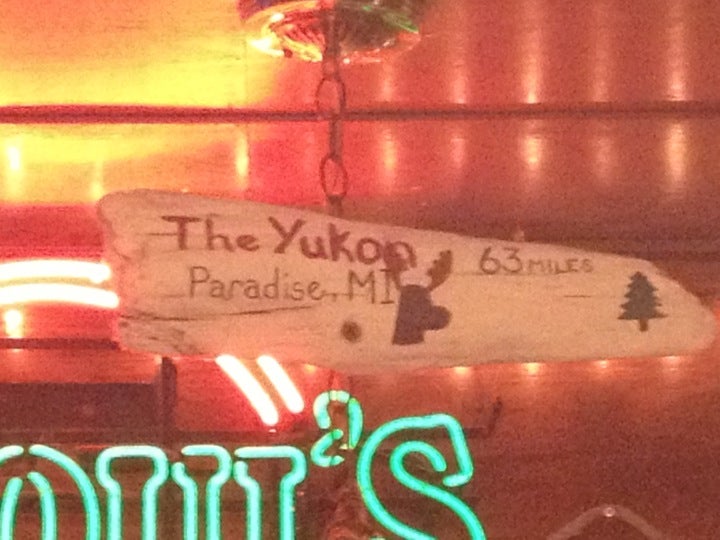 The Yukon
Paradise, MI
63 MILES